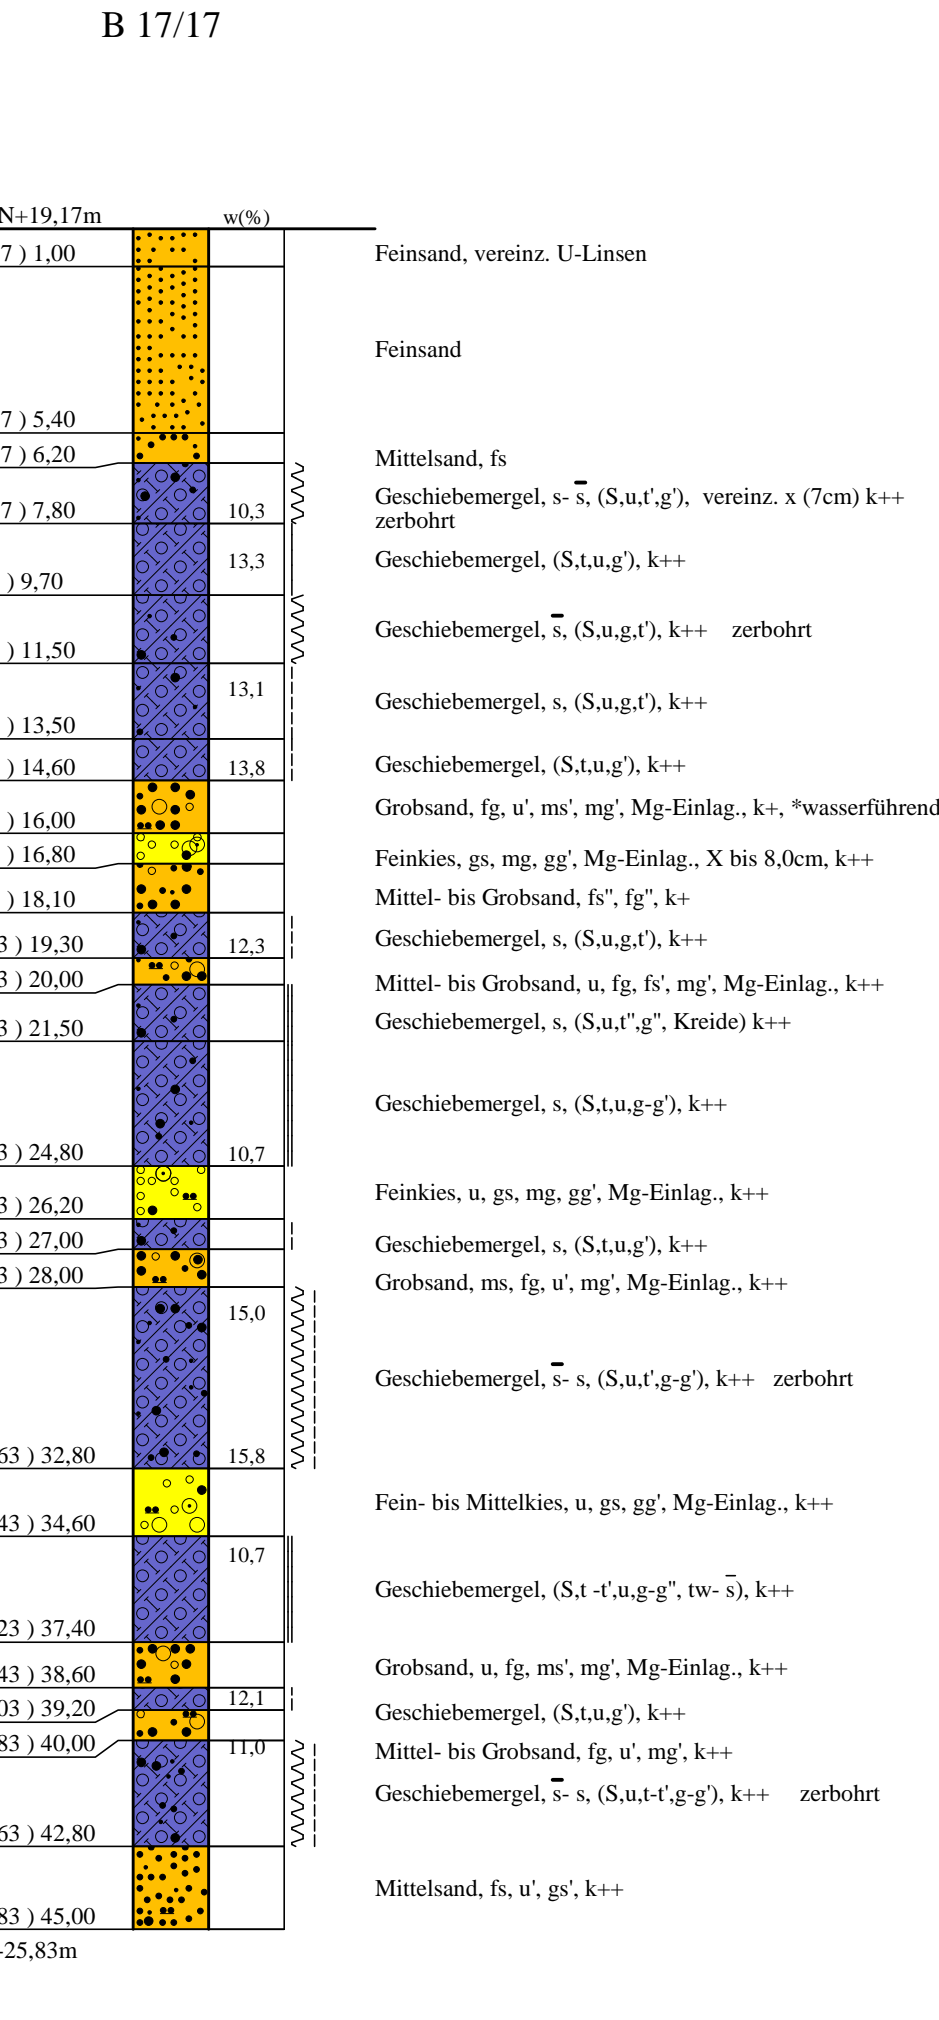 B 17/17
N+19,17m w(%)
7 ) 1,00 Feinsand, vereinz. U-Linsen
Feinsand
7 ) 5,40
7 ) 6,20 Mittelsand, fs
Geschiebemergel, s- s̅, (S,u,t',g'), vereinz. x (7cm) k++
7 ) 7,80 10,3 zerbohrt
13,3 Geschiebemergel, (S,t,u,g'), k++
) 9,70
Geschiebemergel, s̅, (S,u,g,t'), k++ zerbohrt
) 11,50
13,1 Geschiebemergel, s, (S,u,g,t'), k++
) 13,50
) 14,60 13,8 Geschiebemergel, (S,t,u,g'), k++
Grobsand, fg, u', ms', mg', Mg-Einlag., k+, *wasserführend
) 16,00
) 16,80 Feinkies, gs, mg, gg', Mg-Einlag., X bis 8,0cm, k++
) 18,10 Mittel- bis Grobsand, fs'', fg'', k+
3 ) 19,30 12,3 Geschiebemergel, s, (S,u,g,t'), k++
3 ) 20,00 Mittel- bis Grobsand, u, fg, fs', mg', Mg-Einlag., k++
3 ) 21,50 Geschiebemergel, s, (S,u,t'',g'', Kreide) k++
Geschiebemergel, s, (S,t,u,g-g'), k++
3 ) 24,80 10,7
3 ) 26,20 Feinkies, u, gs, mg, gg', Mg-Einlag., k++
3 ) 27,00 Geschiebemergel, s, (S,t,u,g'), k++
3 ) 28,00 Grobsand, ms, fg, u', mg', Mg-Einlag., k++
15,0
Geschiebemergel, s̅- s, (S,u,t',g-g'), k++ zerbohrt
63 ) 32,80 15,8
Fein- bis Mittelkies, u, gs, gg', Mg-Einlag., k++
43 ) 34,60
10,7
Geschiebemergel, (S,t -t',u,g-g'', tw- s̅), k++
23 ) 37,40
43 ) 38,60 Grobsand, u, fg, ms', mg', Mg-Einlag., k++
12,1
03 ) 39,20 Geschiebemergel, (S,t,u,g'), k++
83 ) 40,00 11,0 Mittel- bis Grobsand, fg, u', mg', k++
Geschiebemergel, s̅- s, (S,u,t-t',g-g'), k++ zerbohrt
63 ) 42,80
Mittelsand, fs, u', gs', k++
83 ) 45,00
-25,83m